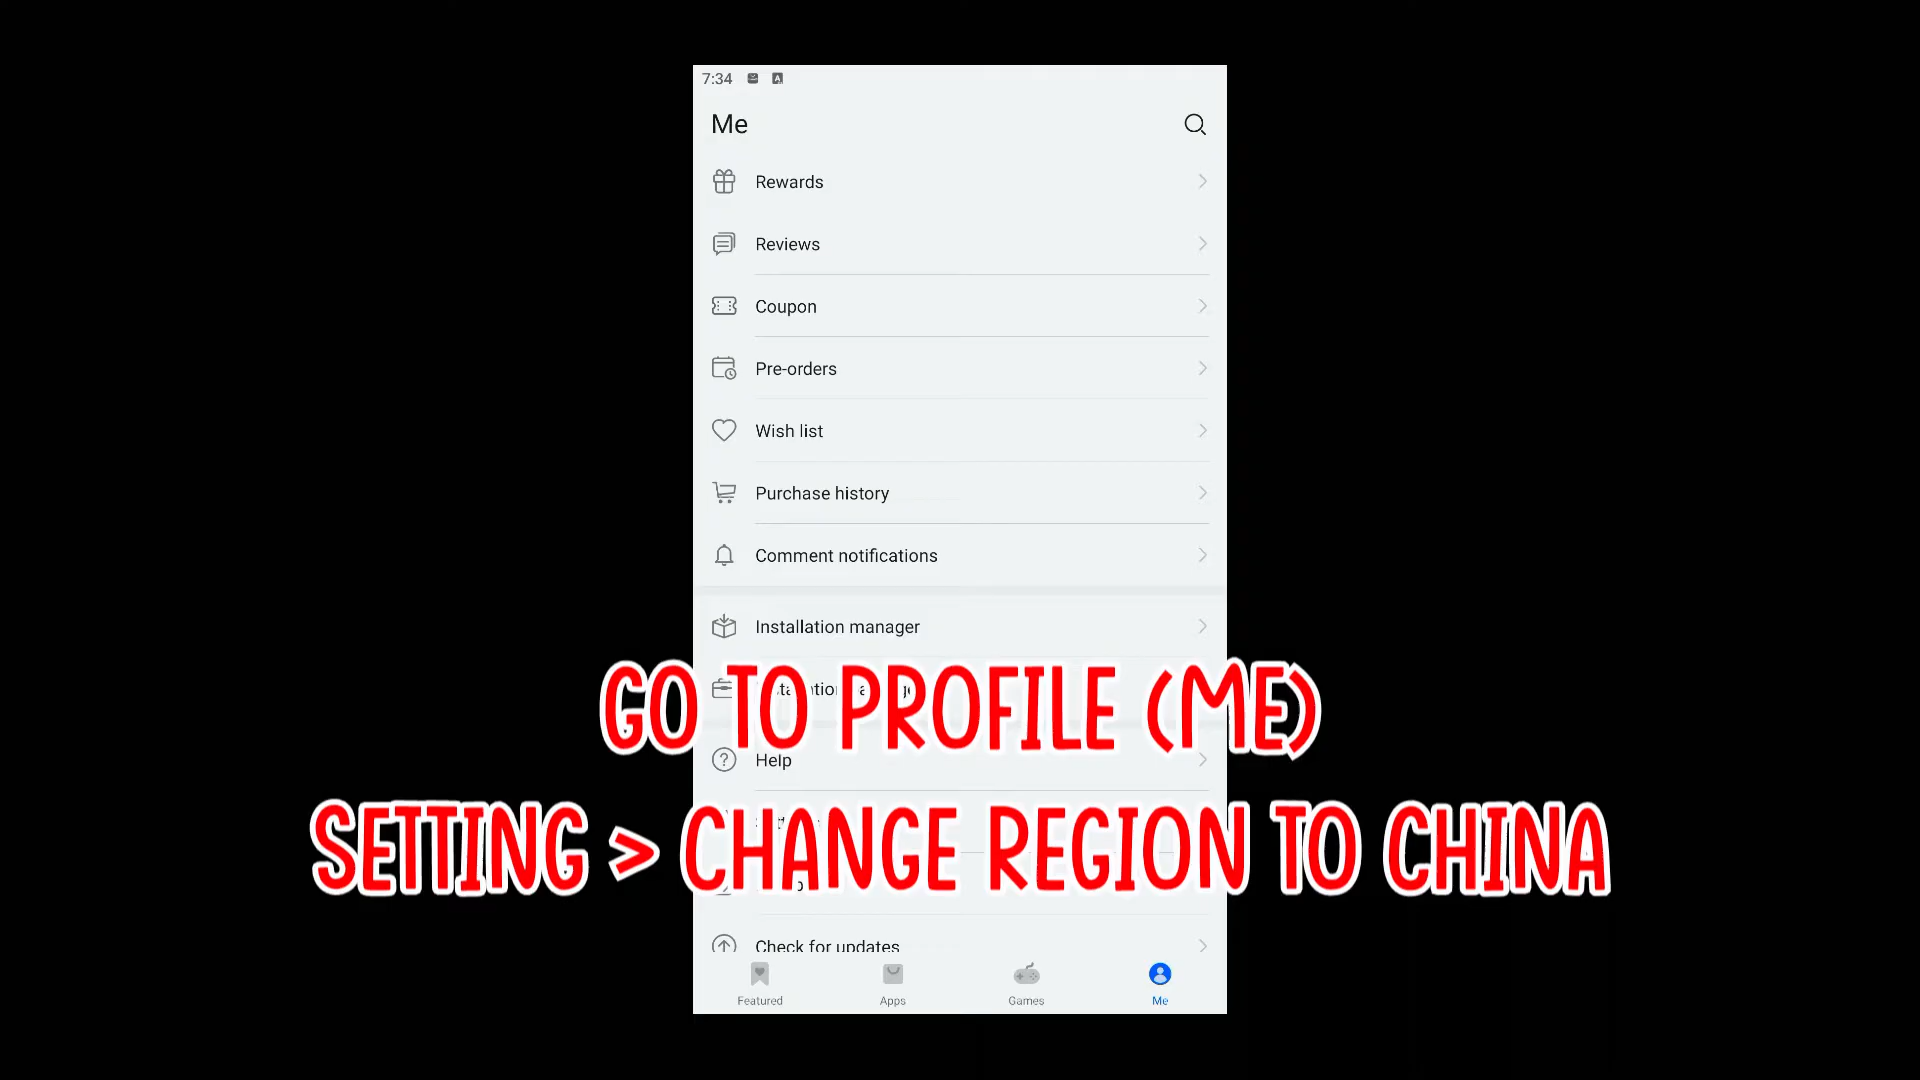 7:34
Me
Rewards
Reviews
Coupon
Pre-orders
Wish list
Purchase history
Comment notifications
Installation manager
GO TO PROFILE (ME)
Help
SETTING > CHANGE REGION TO CHINA
Check for updates
Featured
Apps
Games
Me